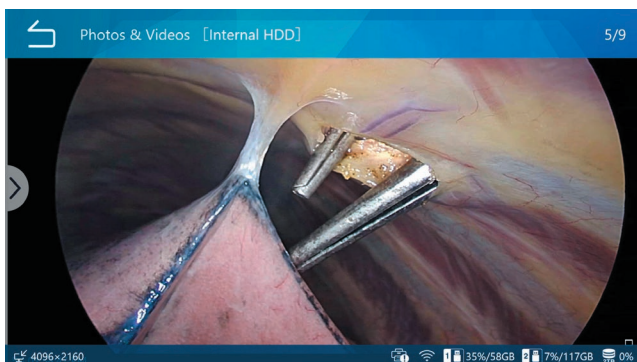 Photos & Videos [Internal HDD]
5/9
4096×2160
1 35%/58GB 2 7%/117GB 0%